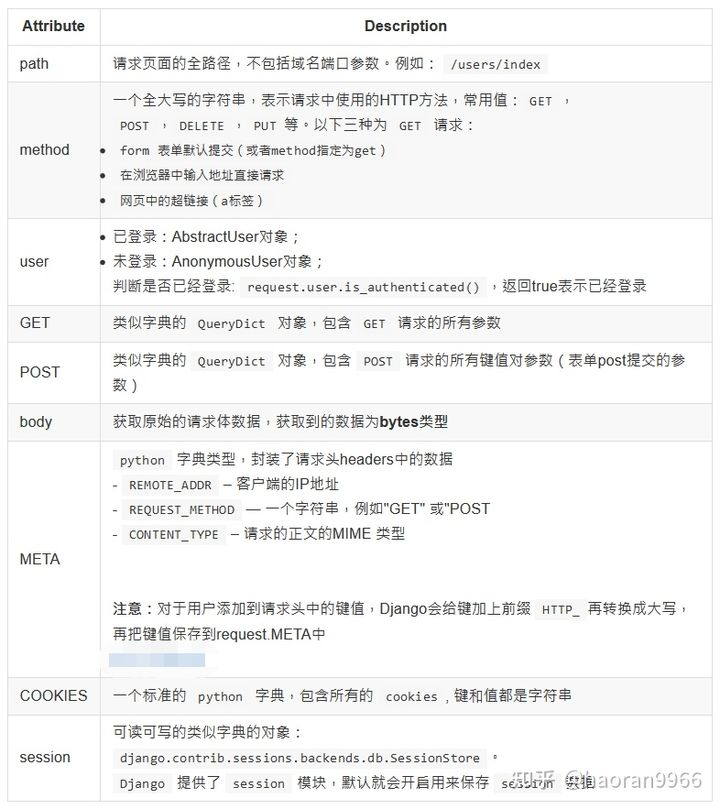 Attribute Description
path 请求页面的全路径，不包括域名端口参数。例如： /users/index
一个全大写的字符串，表示请求中使用的HTTP方法，常用值： GET ，
POST ， DELETE ， PUT 等。以下三种为 GET 请求：
method
• form 表单默认提交（或者method指定为get）
• 在浏览器中输入地址直接请求
• 网页中的超链接（a标签）
user
• 已登录：AbstractUser对象；
• 未登录：AnonymousUser对象；
判断是否已经登录: request.user.is_authenticated() ，返回true表示已经登录
GET 类似字典的 QueryDict 对象，包含 GET 请求的所有参数
POST 类似字典的 QueryDict 对象，包含 POST 请求的所有键值对参数（表单post提交的参
数）
body 获取原始的请求体数据，获取到的数据为bytes类型
META
python 字典类型，封装了请求头headers中的数据
- REMOTE_ADDR – 客户端的IP地址
- REQUEST_METHOD — 一个字符串，例如"GET" 或"POST
- CONTENT_TYPE – 请求的正文的MIME 类型
注意：对于用户添加到请求头中的键值，Django会给键加上前缀 HTTP_ 再转换成大写，
再把键值保存到request.META中
COOKIES 一个标准的 python 字典，包含所有的 cookies ，键和值都是字符串
session
可读可写的类似字典的对象：
django.contrib.sessions.backends.db.SessionStore 。
Django 提供了 session 模块，默认就会开启用来保存 session 数据
知乎 @haoran9966